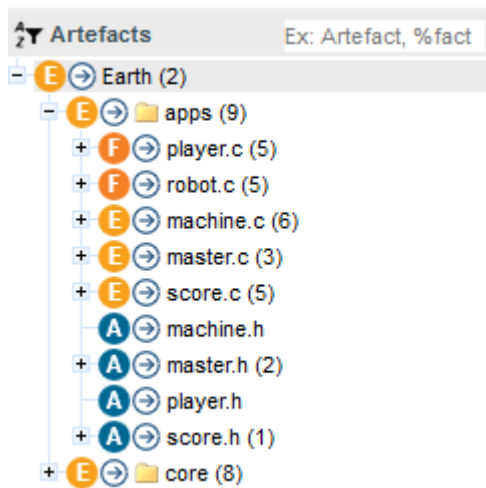 A Z Artefacts Ex: Artefact, %fact
E Earth (2)
E apps (9)
F player.c (5)
F robot.c (5)
E machine.c (6)
E master.c (3)
E score.c (5)
A machine.h
A master.h (2)
A player.h
A score.h (1)
E core (8)